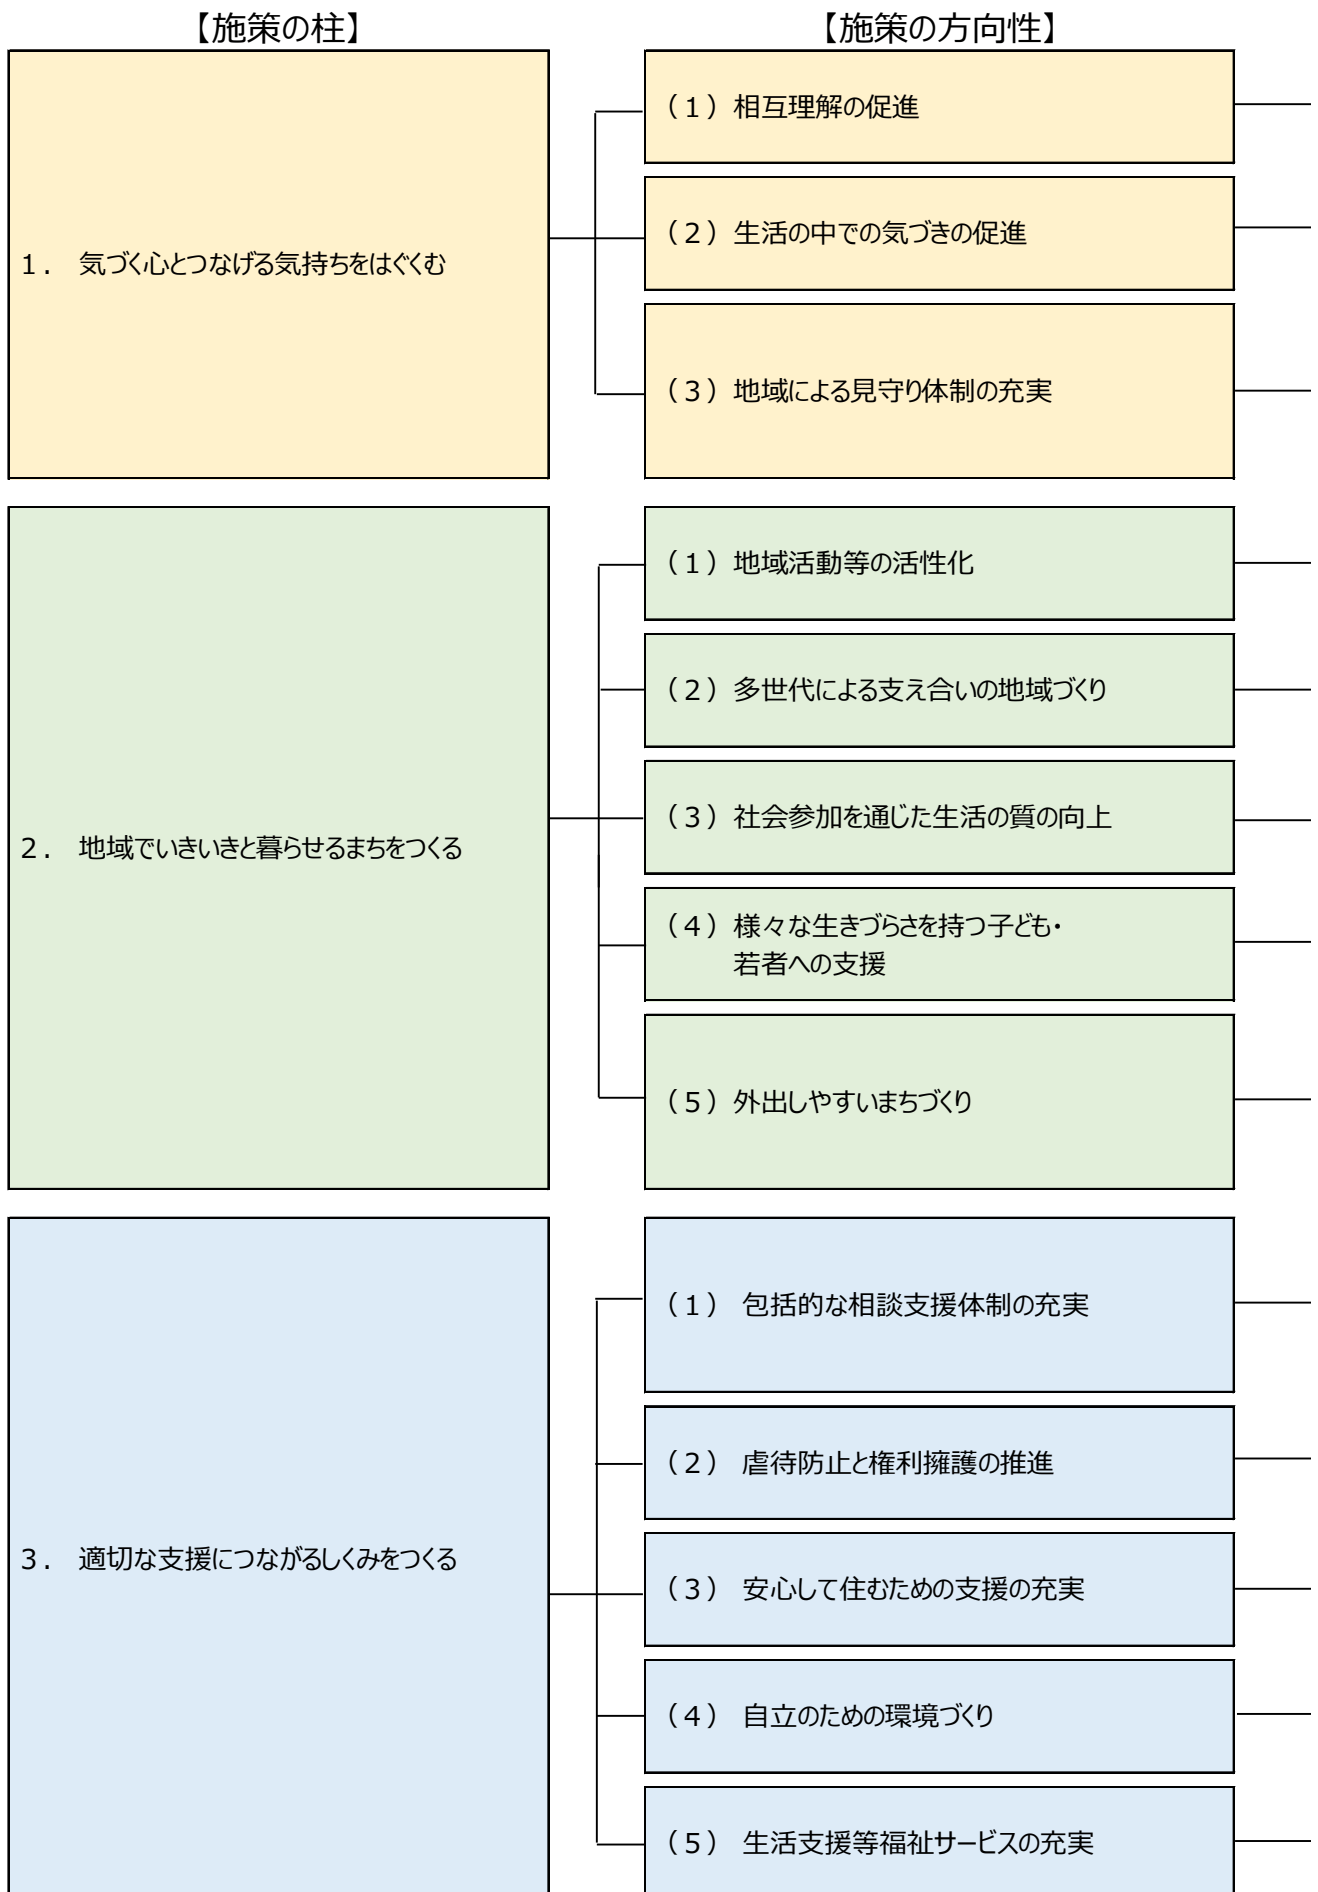 【施策の柱】
【施策の方向性】
1. 気づく心とつなげる気持ちをはぐくむ
(1)相互理解の促進
(2)生活の中での気づきの促進
(3)地域による見守り体制の充実
2. 地域でいきいきと暮らせるまちをつくる
(1)地域活動等の活性化
(2)多世代による支え合いの地域づくり
(3)社会参加を通じた生活の質の向上
(4)様々な生きづらさを持つ子ども・
若者への支援
(5)外出しやすいまちづくり
3. 適切な支援につながるしくみをつくる
(1) 包括的な相談支援体制の充実
(2) 虐待防止と権利擁護の推進
(3) 安心して住むための支援の充実
(4) 自立のための環境づくり
(5) 生活支援等福祉サービスの充実